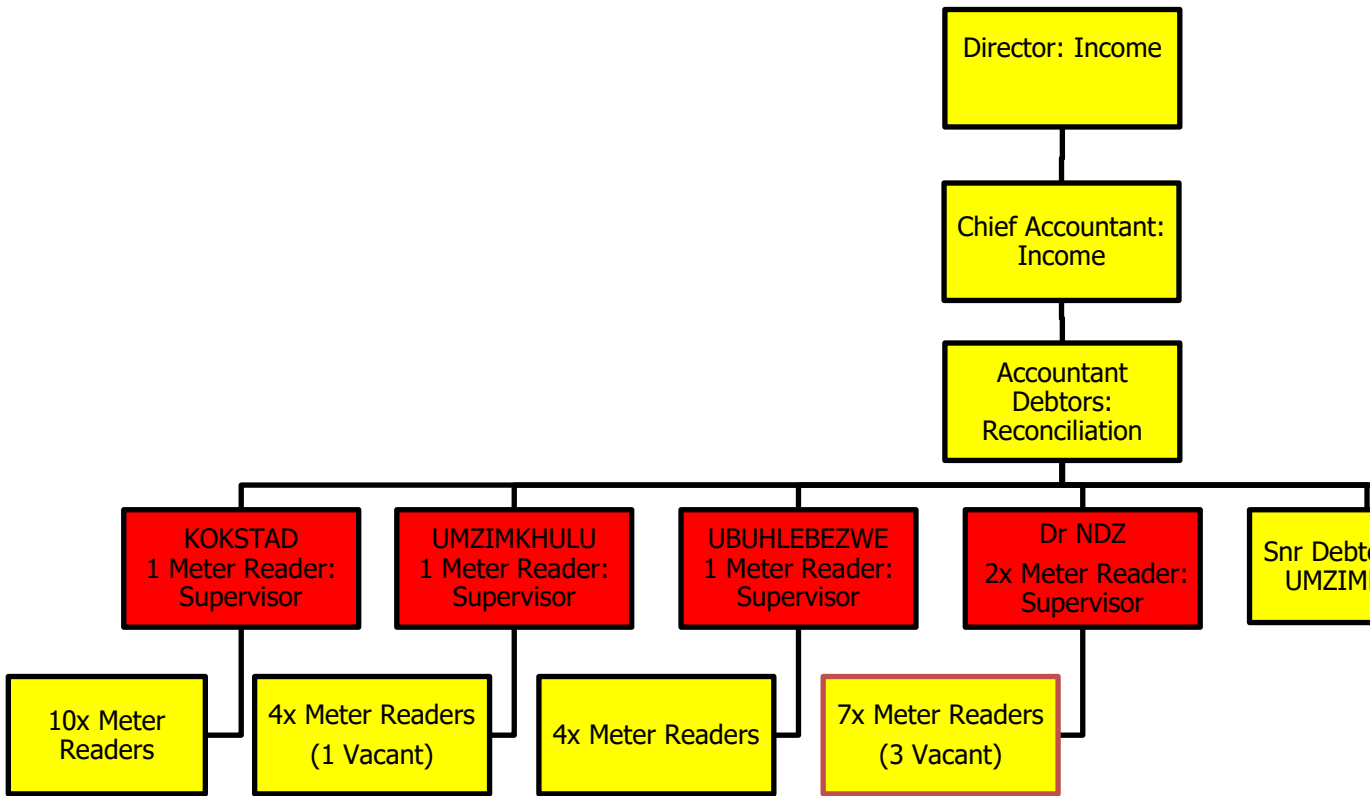 Director: Income
Chief Accountant:
Income
Accountant
Debtors:
Reconciliation
KOKSTAD
1 Meter Reader:
Supervisor
UMZIMKHULU
1 Meter Reader:
Supervisor
UBUHLEBEZWE
1 Meter Reader:
Supervisor
Dr NDZ
2x Meter Reader:
Supervisor
Snr
10x Meter
Readers
4x Meter Readers
(1 Vacant)
4x Meter Readers
7x Meter Readers
(3 Vacant)